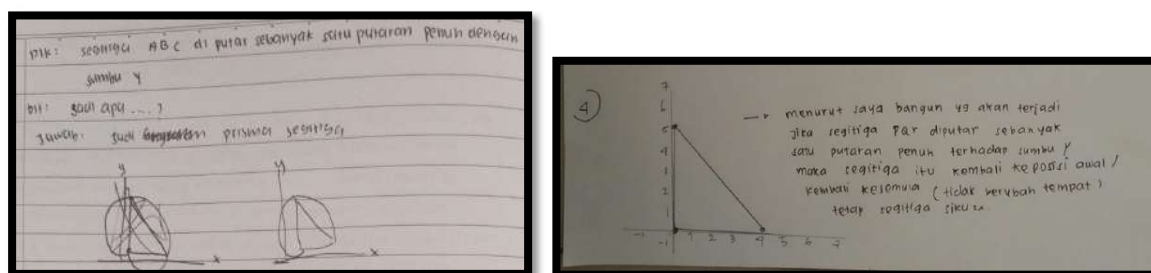 Dik: segitiga ABC di putar sebanyak satu putaran penuh dengan
sumbu Y
Dit: Jadi apa .... ?
Jawab: Jadi prisma segitiga
y
x
y
x
4
7
6
5
4
3
2
1
-1
-1 1 2 3 4 5 6 7
→ menurut saya bangun yg akan terjadi
jika segitiga PQR diputar sebanyak
satu putaran penuh terhadap sumbu Y
maka segitiga itu kembali ke posisi awal /
kembali kesemula (tidak berubah tempat)
tetap segitiga siku2.